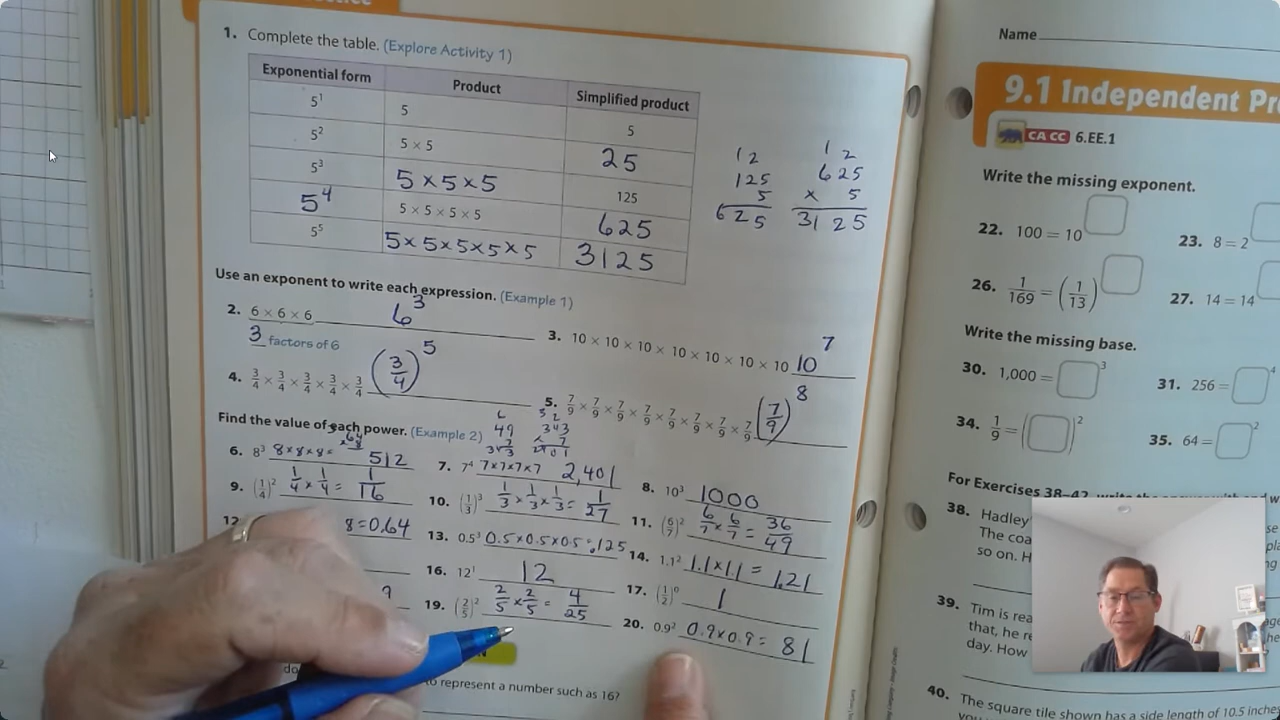 1. Complete the table. (Explore Activity 1)
Exponential form Product Simplified product
5¹ 5 5
5² 5 × 5 25
5³ 5×5×5 125
5⁴ 5 × 5 × 5 × 5 625
5⁵ 5×5×5×5×5 3125
1 2
125
5
625
1 2
625
× 5
3125
Use an exponent to write each expression. (Example 1)
2. 6 × 6 × 6 6³
3 factors of 6
3. 10 × 10 × 10 × 10 × 10 × 10 × 10 10⁷
4. 3/4 × 3/4 × 3/4 × 3/4 × 3/4 (3/4)⁵
5. 7/9 × 7/9 × 7/9 × 7/9 × 7/9 × 7/9 × 7/9 × 7/9 (7/9)⁸
Find the value of each power. (Example 2)
6. 8³ 8×8×8= 512
7. 7⁴ 7×7×7×7 2,401
8. 10³ 1000
9. (1/4)² 1/4 × 1/4 = 1/16
10. (1/3)³ 1/3 × 1/3 × 1/3 = 1/27
11. (6/7)² 6/7 × 6/7 = 36/49
12. 8=0.64
13. 0.5³ 0.5×0.5×0.5=.125
14. 1.1² 1.1×1.1 = 1.21
16. 12¹ 12
17. (1/2)⁰ 1
9
19. (2/5)² 2/5 × 2/5 = 4/25
20. 0.9² 0.9×0.9= 81
represent a number such as 16?
Name
9.1 Independent Pr
CA CC 6.EE.1
Write the missing exponent.
22. 100 = 10
23. 8 = 2
26. 1/169 = (1/13)
27. 14 = 14
Write the missing base.
30. 1,000 = ³
31. 256 = ⁴
34. 1/9 = ( )²
35. 64 = ²
For Exercises 38–42, write the answer
38. Hadley
The coa
so on. H
39. Tim is rea
that, he r
day. How
40. The square tile shown has a side length of 10.5 inche